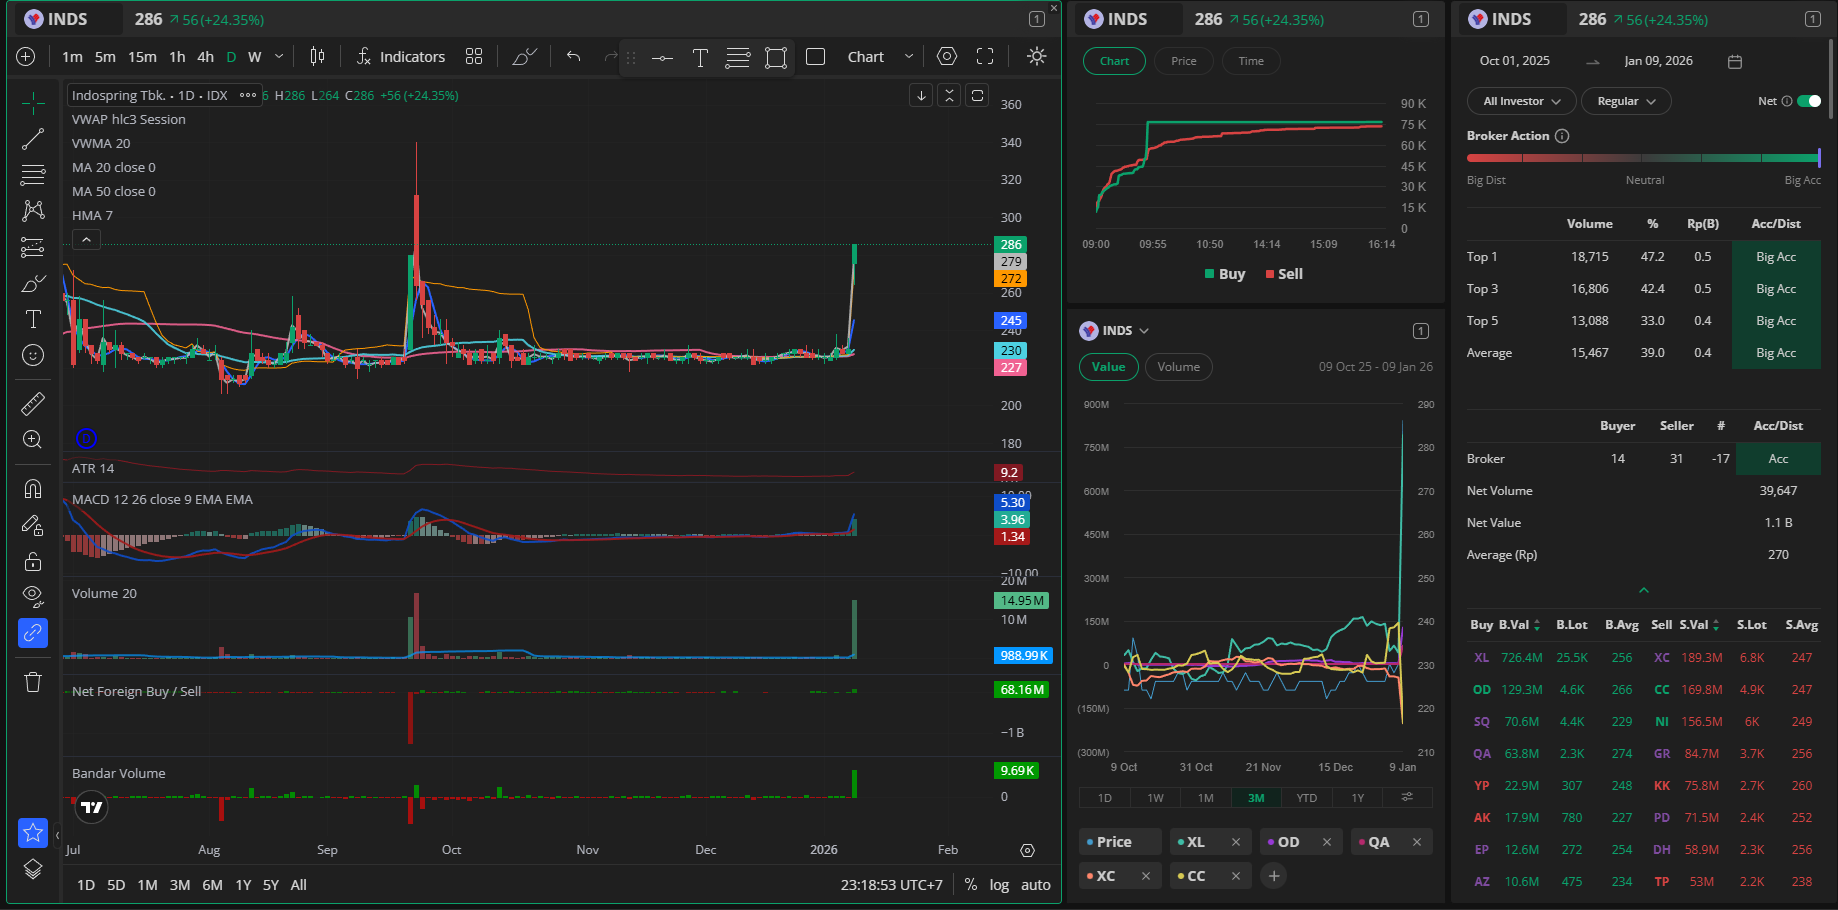 INDS 286 56 (+24.35%) 1
1m 5m 15m 1h 4h D W Indicators Chart
Indospring Tbk. · 1D · IDX 6 H286 L264 C286 +56 (+24.35%)
VWAP hlc3 Session
VWMA 20
MA 20 close 0
MA 50 close 0
HMA 7
360
340
320
300
286
279
272
260
245
240
230
227
200
180
D
ATR 14
9.2
MACD 12 26 close 9 EMA EMA
10.00
5.30
3.96
1.34
−10.00
Volume 20
20 M
14.95 M
10 M
988.99 K
Net Foreign Buy / Sell
68.16 M
−1 B
Bandar Volume
9.69 K
0
Jul Aug Sep Oct Nov Dec 2026 Feb
1D 5D 1M 3M 6M 1Y 5Y All 23:18:53 UTC+7 % log auto
INDS 286 56 (+24.35%) 1
Chart Price Time
90 K
75 K
60 K
45 K
30 K
15 K
0
09:00 09:55 10:50 14:14 15:09 16:14
Buy Sell
INDS 1
Value Volume 09 Oct 25 - 09 Jan 26
900M 290
750M 280
600M 270
450M 260
300M 250
150M 240
0 230
(150M) 220
(300M) 210
9 Oct 31 Oct 21 Nov 15 Dec 9 Jan
1D 1W 1M 3M YTD 1Y
Price XL OD QA
XC CC
INDS 286 56 (+24.35%) 1
Oct 01, 2025 Jan 09, 2026
All Investor Regular Net
Broker Action
Big Dist Neutral Big Acc
Volume % Rp(B) Acc/Dist
Top 1 18,715 47.2 0.5 Big Acc
Top 3 16,806 42.4 0.5 Big Acc
Top 5 13,088 33.0 0.4 Big Acc
Average 15,467 39.0 0.4 Big Acc
Buyer Seller # Acc/Dist
Broker 14 31 -17 Acc
Net Volume 39,647
Net Value 1.1 B
Average (Rp) 270
Buy B.Val B.Lot B.Avg Sell S.Val S.Lot S.Avg
XL 726.4M 25.5K 256 XC 189.3M 6.8K 247
OD 129.3M 4.6K 266 CC 169.8M 4.9K 247
SQ 70.6M 4.4K 229 NI 156.5M 6K 249
QA 63.8M 2.3K 274 GR 84.7M 3.7K 256
YP 22.9M 307 248 KK 75.8M 2.7K 260
AK 17.9M 780 227 PD 71.5M 2.4K 252
EP 12.6M 272 254 DH 58.9M 2.3K 256
AZ 10.6M 475 234 TP 53M 2.2K 238